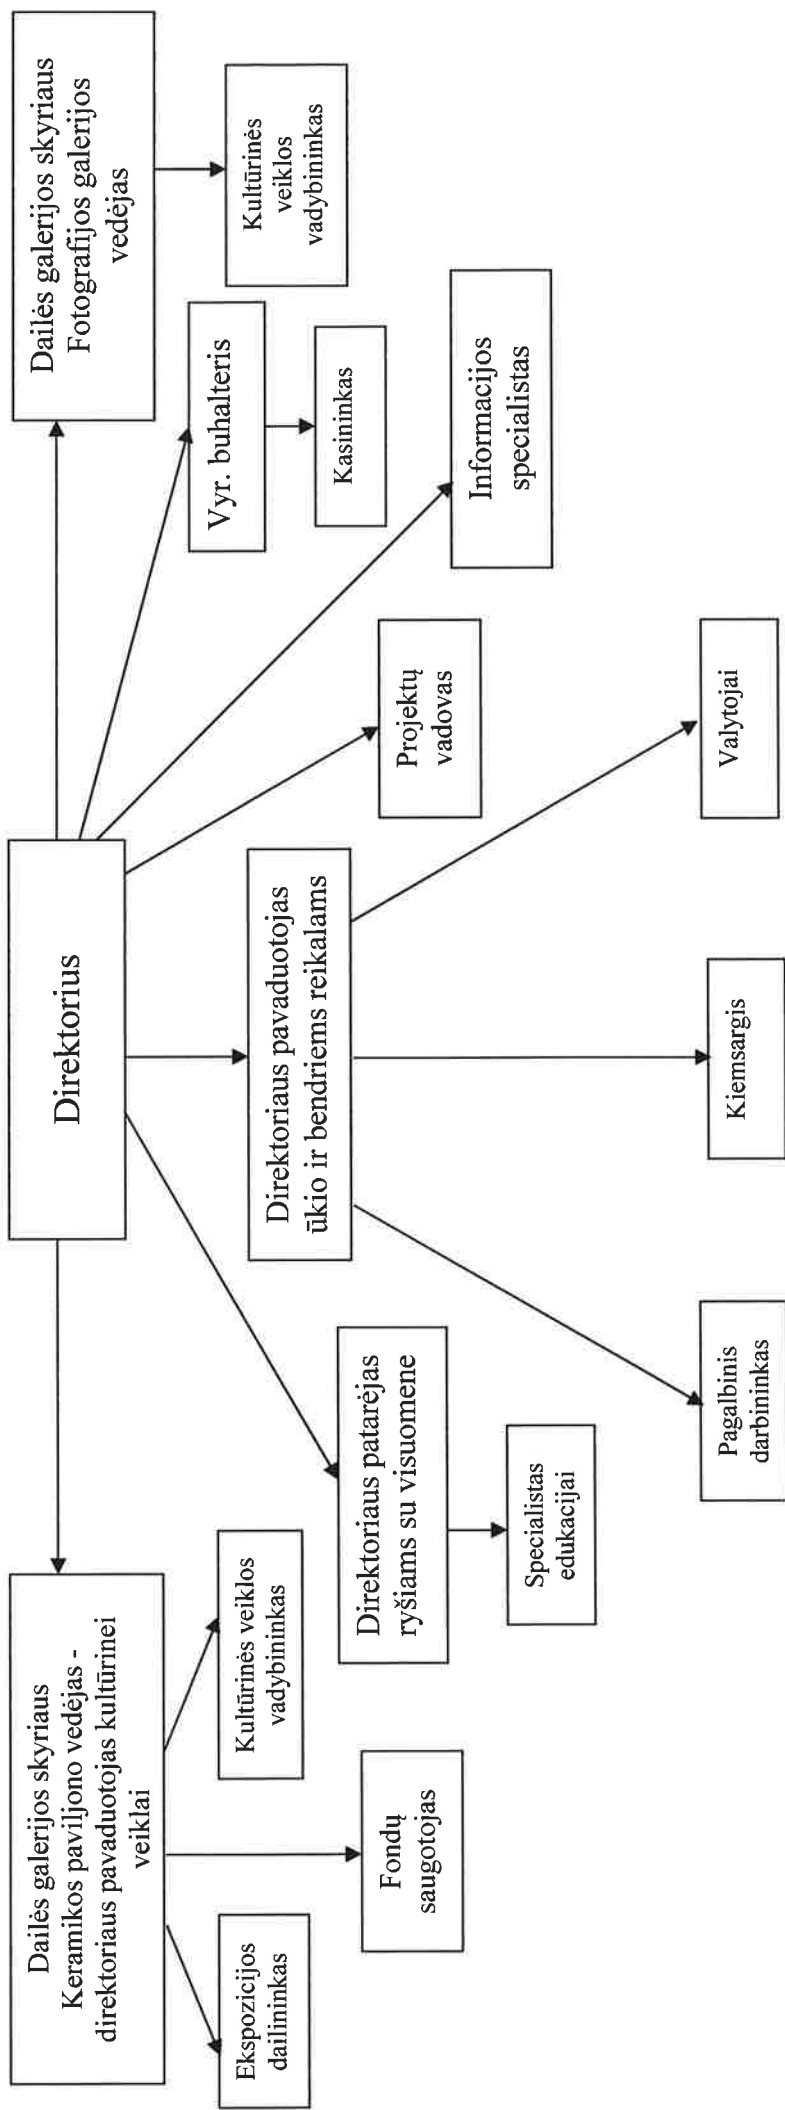 Direktorius
Dailės galerijos skyriaus
Keramikos paviljono vedėjas -
direktoriaus pavaduotojas kultūrinei
veiklai
Dailės galerijos skyriaus
Fotografijos galerijos
vedėjas
Ekspozicijos
dailininkas
Fondų
saugotojas
Kultūrinės veiklos
vadybininkas
Direktoriaus patarėjas
ryšiams su visuomene
Specialistas
edukacijai
Direktoriaus pavaduotojas
ūkio ir bendriems reikalams
Pagalbinis
darbininkas
Kiemsargis
Valytojai
Projektų
vadovas
Informacijos
specialistas
Vyr. buhalteris
Kasininkas
Kultūrinės
veiklos
vadybininkas